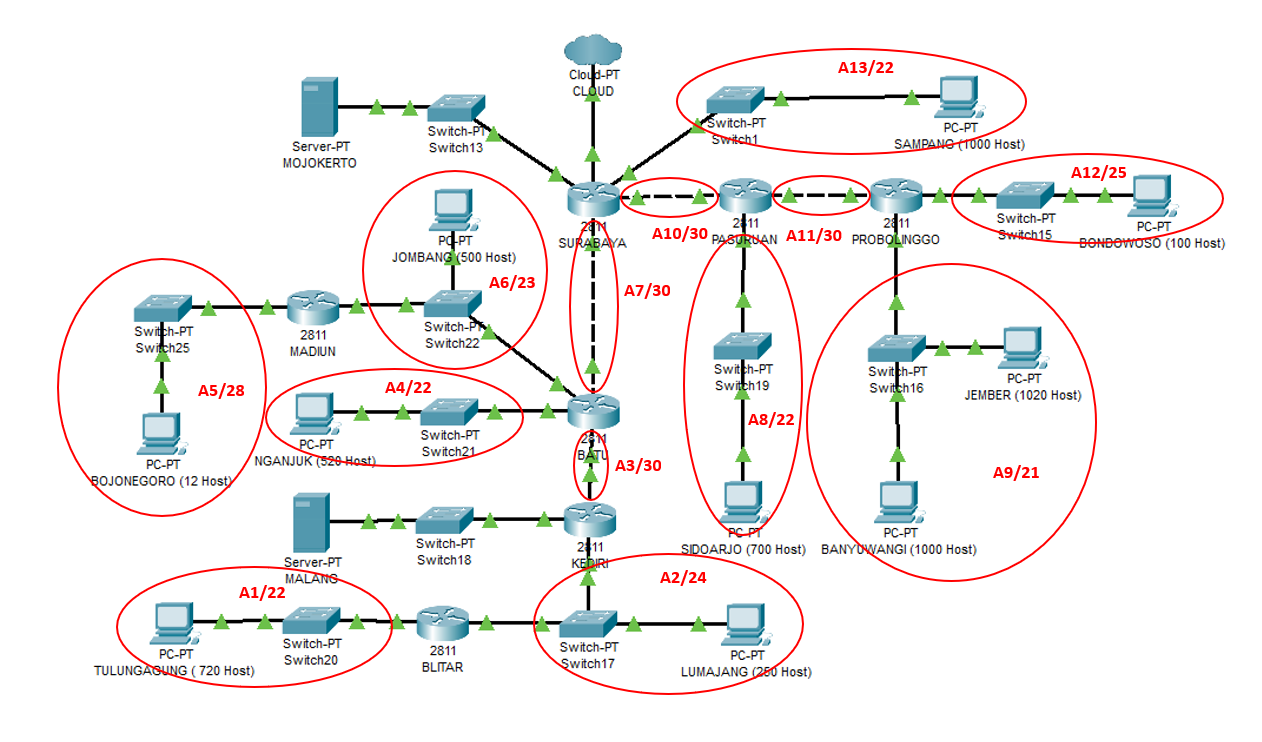 Cloud-PT
CLOUD
A13/22
Server-PT
MOJOKERTO
Switch-PT
Switch13
Switch-PT
Switch1
PC-PT
SAMPANG (1000 Host)
2811
SURABAYA
A10/30
2811
PASURUAN
A11/30
2811
PROBOLINGGO
A12/25
Switch-PT
Switch15
PC-PT
BONDOWOSO (100 Host)
PC-PT
JOMBANG (500 Host)
A6/23
A7/30
Switch-PT
Switch22
2811
MADIUN
Switch-PT
Switch25
A5/28
PC-PT
BOJONEGORO (12 Host)
A4/22
PC-PT
NGANJUK (520 Host)
Switch-PT
Switch21
2811
BATU
A3/30
Switch-PT
Switch19
A8/22
PC-PT
SIDOARJO (700 Host)
Switch-PT
Switch16
PC-PT
JEMBER (1020 Host)
A9/21
PC-PT
BANYUWANGI (1000 Host)
Server-PT
MALANG
Switch-PT
Switch18
2811
KEDIRI
A1/22
PC-PT
TULUNGAGUNG ( 720 Host)
Switch-PT
Switch20
2811
BLITAR
A2/24
Switch-PT
Switch17
PC-PT
LUMAJANG (250 Host)